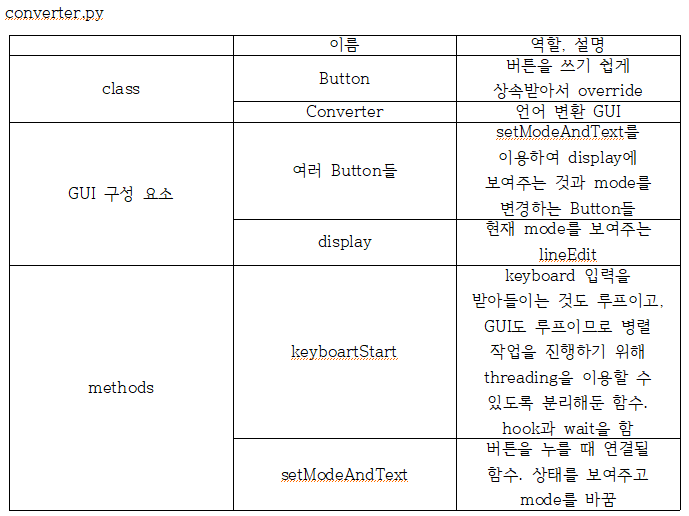 converter.py
이름 역할, 설명
class
Button
버튼을 쓰기 쉽게
상속받아서 override
Converter
언어 변환 GUI
GUI 구성 요소
여러 Button들
setModeAndText를
이용하여 display에
보여주는 것과 mode를
변경하는 Button들
display
현재 mode를 보여주는
lineEdit
methods
keyboartStart
keyboard 입력을
받아들이는 것도 루프이고,
GUI도 루프이므로 병렬
작업을 진행하기 위해
threading을 이용할 수
있도록 분리해둔 함수.
hook과 wait을 함
setModeAndText
버튼을 누를 때 연결될
함수. 상태를 보여주고
mode를 바꿈